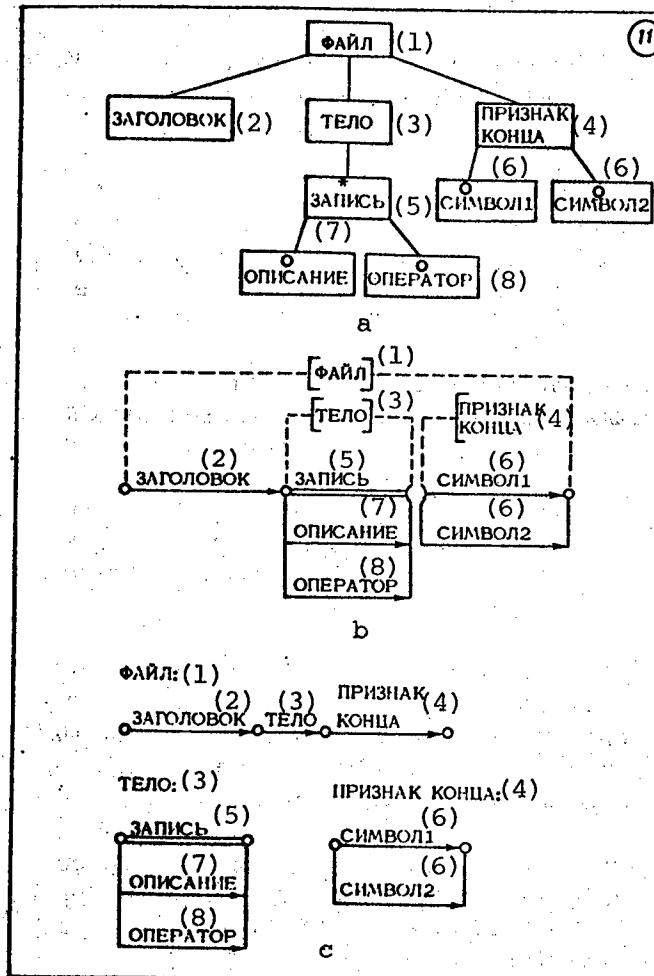 11
ФАЙЛ (1)
ЗАГОЛОВОК (2) ТЕЛО (3) ПРИЗНАК КОНЦА (4)
(6) (6)
* ЗАПИСЬ (5) СИМВОЛ1 СИМВОЛ2
(7)
ОПИСАНИЕ ОПЕРАТОР (8)
a
[ФАЙЛ] (1)
[ТЕЛО] (3) [ПРИЗНАК КОНЦА (4)
(2) (5) (6)
ЗАГОЛОВОК ЗАПИСЬ СИМВОЛ1
(7) (6)
ОПИСАНИЕ СИМВОЛ2
(8)
ОПЕРАТОР
b
ФАЙЛ: (1)
(2) (3) ПРИЗНАК
ЗАГОЛОВОК ТЕЛО КОНЦА (4)
ТЕЛО: (3) ПРИЗНАК КОНЦА: (4)
(5) (6)
ЗАПИСЬ СИМВОЛ1
(7) (6)
ОПИСАНИЕ СИМВОЛ2
(8)
ОПЕРАТОР
c